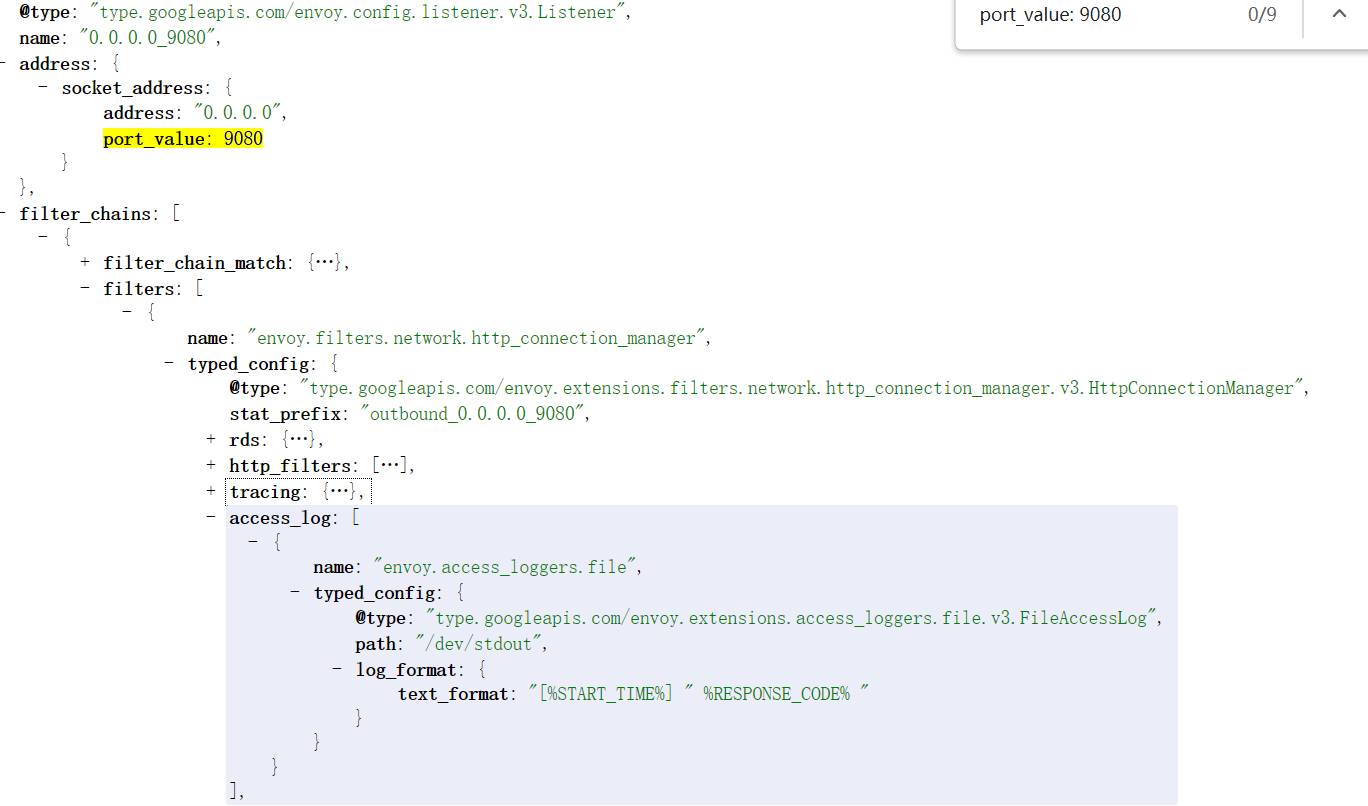 @type: "type.googleapis.com/envoy.config.listener.v3.Listener",
port_value: 9080 0/9
name: "0.0.0.0_9080",
- address: {
- socket_address: {
address: "0.0.0.0",
port_value: 9080
}
},
- filter_chains: [
- {
+ filter_chain_match: {…},
- filters: [
- {
name: "envoy.filters.network.http_connection_manager",
- typed_config: {
@type: "type.googleapis.com/envoy.extensions.filters.network.http_connection_manager.v3.HttpConnectionManager",
stat_prefix: "outbound_0.0.0.0_9080",
+ rds: {…},
+ http_filters: […],
+ tracing: {…},
- access_log: [
- {
name: "envoy.access_loggers.file",
- typed_config: {
@type: "type.googleapis.com/envoy.extensions.access_loggers.file.v3.FileAccessLog",
path: "/dev/stdout",
- log_format: {
text_format: "[%START_TIME%] " %RESPONSE_CODE% "
}
}
}
],